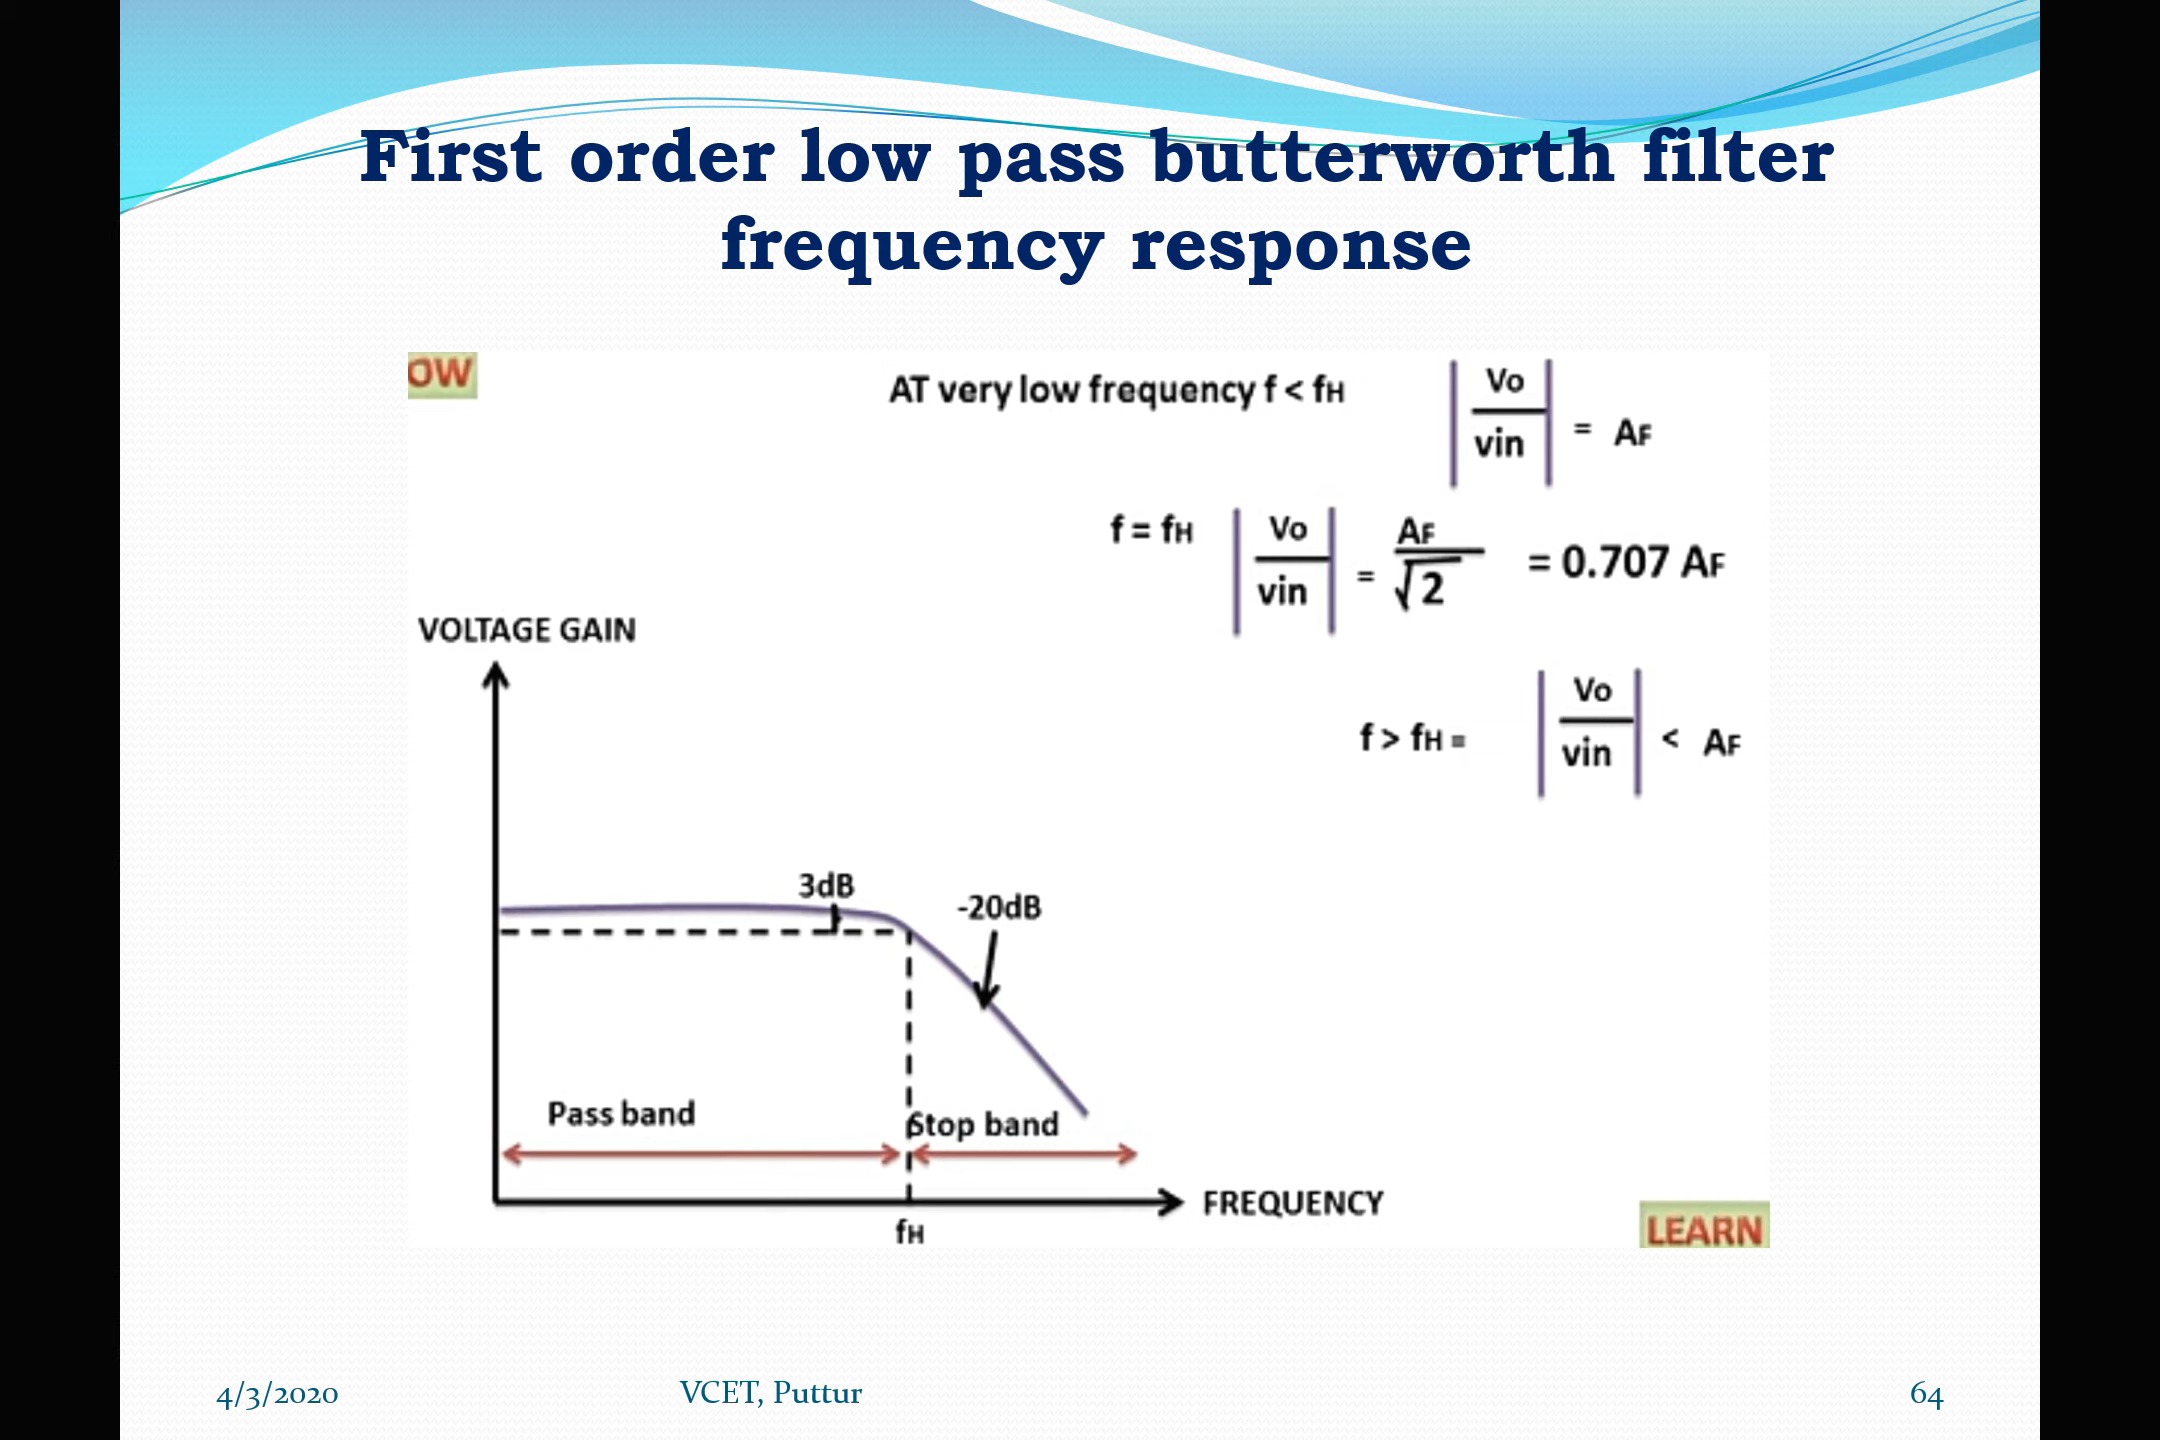 First order low pass butterworth filter
frequency response
OW
AT very low frequency f < fH |Vo/vin| = AF
f = fH |Vo/vin| = AF/√2 = 0.707 AF
VOLTAGE GAIN
f > fH = |Vo/vin| < AF
3dB
-20dB
Pass band
Stop band
FREQUENCY
fH
LEARN
4/3/2020
VCET, Puttur
64